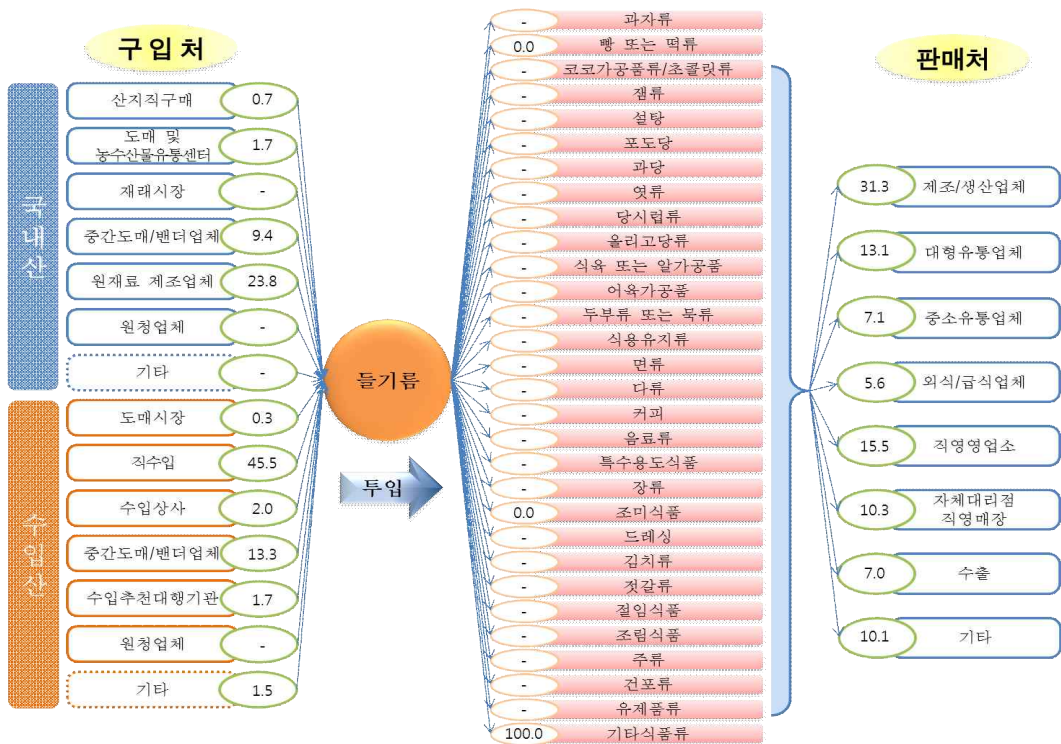 구입처
국내산
산지직구매 0.7
도매 및
농수산물유통센터 1.7
재래시장 -
중간도매/밴더업체 9.4
원재료 제조업체 23.8
원청업체 -
기타 -
수입산
도매시장 0.3
직수입 45.5
수입상사 2.0
중간도매/밴더업체 13.3
수입추천대행기관 1.7
원청업체 -
기타 1.5
들기름
투입
- 과자류
0.0 빵 또는 떡류
- 코코가공품류/초콜릿류
- 잼류
- 설탕
- 포도당
- 과당
- 엿류
- 당시럽류
- 올리고당류
- 식육 또는 알가공품
- 어육가공품
- 두부류 또는 묵류
- 식용유지류
- 면류
- 다류
- 커피
- 음료류
- 특수용도식품
- 장류
0.0 조미식품
- 드레싱
- 김치류
- 젓갈류
- 절임식품
- 조림식품
- 주류
- 건포류
- 유제품류
100.0 기타식품류
판매처
31.3 제조/생산업체
13.1 대형유통업체
7.1 중소유통업체
5.6 외식/급식업체
15.5 직영영업소
10.3 자체대리점
직영매장
7.0 수출
10.1 기타